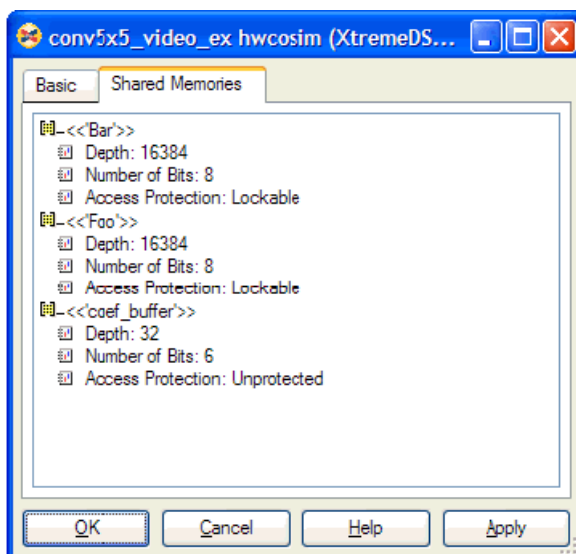 conv5x5_video_ex hwcosim (XtremeDS...
Basic Shared Memories
<<'Bar'>>
Depth: 16384
Number of Bits: 8
Access Protection: Lockable
<<'Foo'>>
Depth: 16384
Number of Bits: 8
Access Protection: Lockable
<<'coef_buffer'>>
Depth: 32
Number of Bits: 6
Access Protection: Unprotected
OK Cancel Help Apply